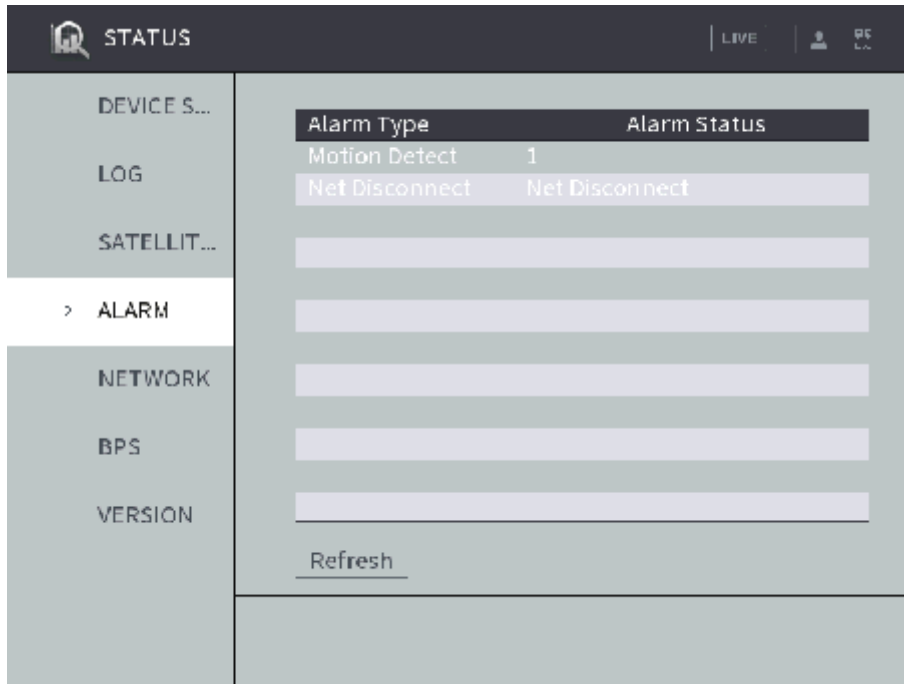 STATUS
LIVE
DEVICE S...
LOG
SATELLIT...
> ALARM
NETWORK
BPS
VERSION
Alarm Type Alarm Status
Motion Detect 1
Net Disconnect Net Disconnect
Refresh